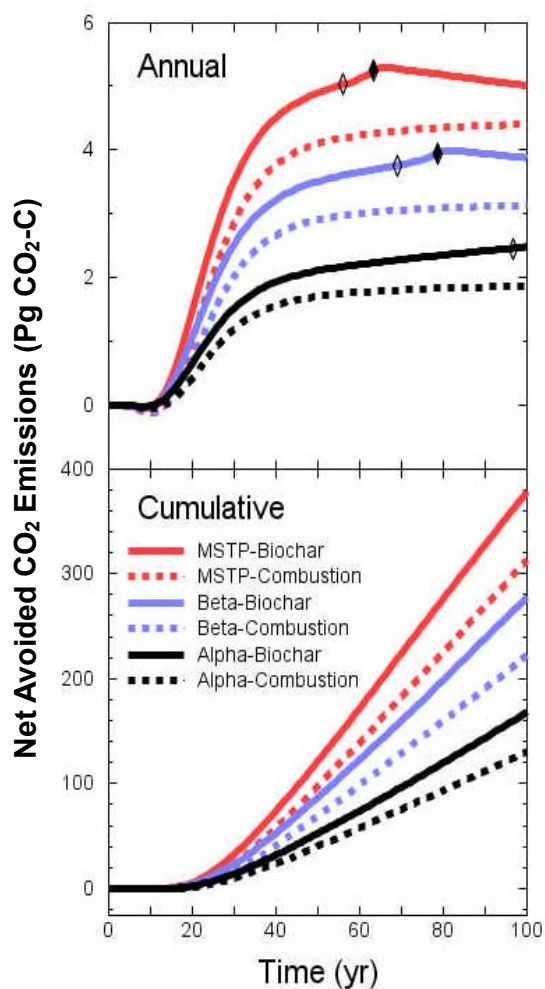 Net Avoided CO₂ Emissions (Pg CO₂-C)
6
Annual
4
2
0
400
Cumulative
MSTP-Biochar
MSTP-Combustion
300
Beta-Biochar
Beta-Combustion
Alpha-Biochar
200
Alpha-Combustion
100
0
0 20 40 60 80 100
Time (yr)